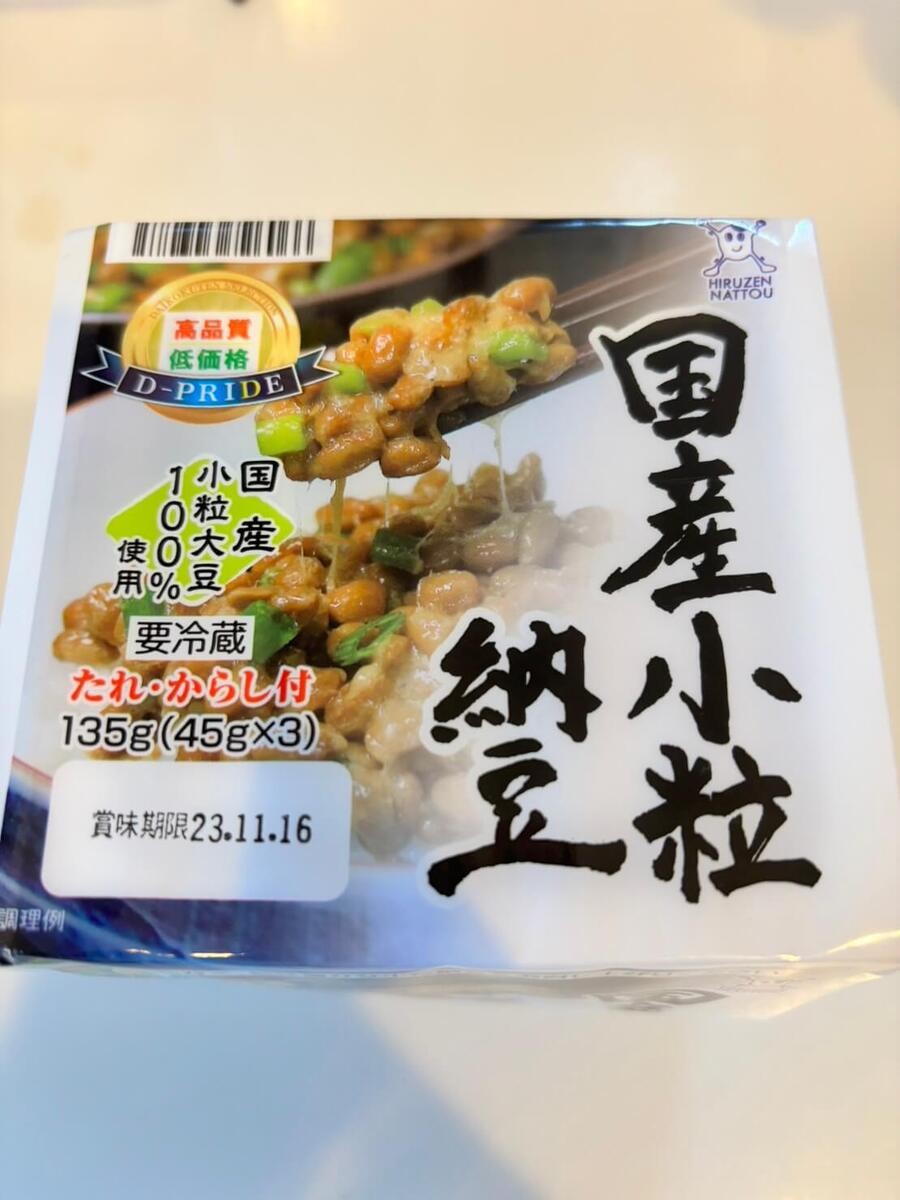 HIRUZEN
NATTOU
DAIKOKUTEN SELECTION
高品質
低価格
D-PRIDE
国産小粒
納豆
国産
小粒大豆
100%
使用
要冷蔵
たれ・からし付
135g(45g×3)
賞味期限23.11.16
調理例